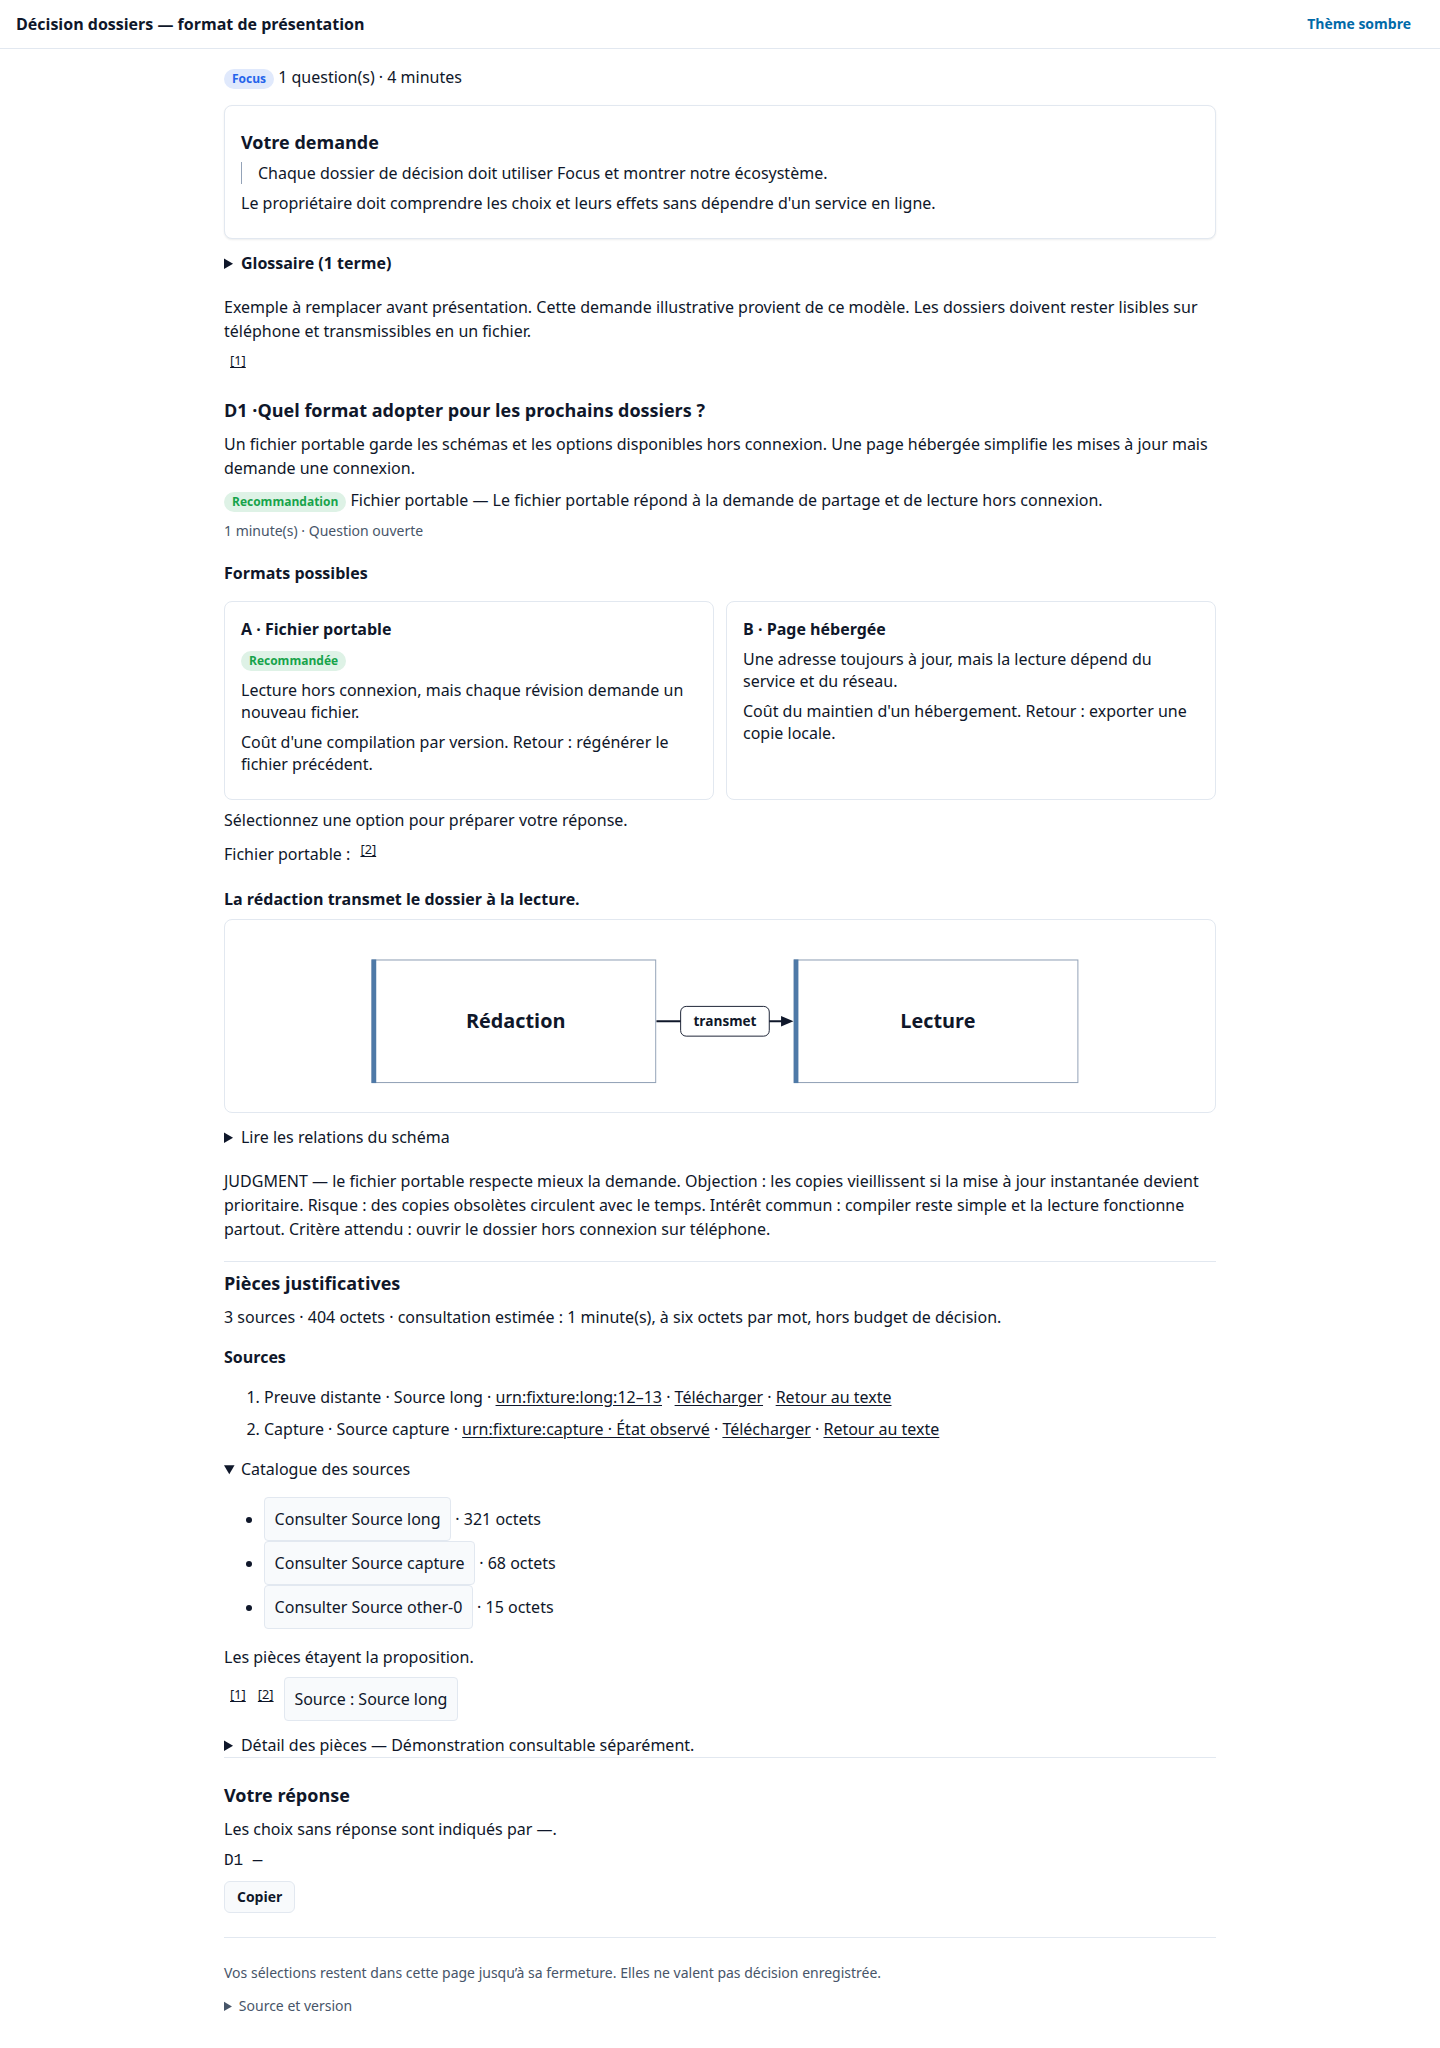 Décision dossiers — format de présentation
Thème sombre
Focus 1 question(s) · 4 minutes
Votre demande
Chaque dossier de décision doit utiliser Focus et montrer notre écosystème.
Le propriétaire doit comprendre les choix et leurs effets sans dépendre d'un service en ligne.
Glossaire (1 terme)
Exemple à remplacer avant présentation. Cette demande illustrative provient de ce modèle. Les dossiers doivent rester lisibles sur
téléphone et transmissibles en un fichier.
[1]
D1 ·Quel format adopter pour les prochains dossiers ?
Un fichier portable garde les schémas et les options disponibles hors connexion. Une page hébergée simplifie les mises à jour mais
demande une connexion.
Recommandation Fichier portable — Le fichier portable répond à la demande de partage et de lecture hors connexion.
1 minute(s) · Question ouverte
Formats possibles
A · Fichier portable
Recommandée
Lecture hors connexion, mais chaque révision demande un
nouveau fichier.
Coût d'une compilation par version. Retour : régénérer le
fichier précédent.
B · Page hébergée
Une adresse toujours à jour, mais la lecture dépend du
service et du réseau.
Coût du maintien d'un hébergement. Retour : exporter une
copie locale.
Sélectionnez une option pour préparer votre réponse.
Fichier portable : [2]
La rédaction transmet le dossier à la lecture.
Rédaction
transmet
Lecture
Lire les relations du schéma
JUDGMENT — le fichier portable respecte mieux la demande. Objection : les copies vieillissent si la mise à jour instantanée devient
prioritaire. Risque : des copies obsolètes circulent avec le temps. Intérêt commun : compiler reste simple et la lecture fonctionne
partout. Critère attendu : ouvrir le dossier hors connexion sur téléphone.
Pièces justificatives
3 sources · 404 octets · consultation estimée : 1 minute(s), à six octets par mot, hors budget de décision.
Sources
1. Preuve distante · Source long · urn:fixture:long:12–13 · Télécharger · Retour au texte
2. Capture · Source capture · urn:fixture:capture · État observé · Télécharger · Retour au texte
Catalogue des sources
Consulter Source long · 321 octets
Consulter Source capture · 68 octets
Consulter Source other-0 · 15 octets
Les pièces étayent la proposition.
[1] [2] Source : Source long
Détail des pièces — Démonstration consultable séparément.
Votre réponse
Les choix sans réponse sont indiqués par —.
D1 —
Copier
Vos sélections restent dans cette page jusqu’à sa fermeture. Elles ne valent pas décision enregistrée.
Source et version